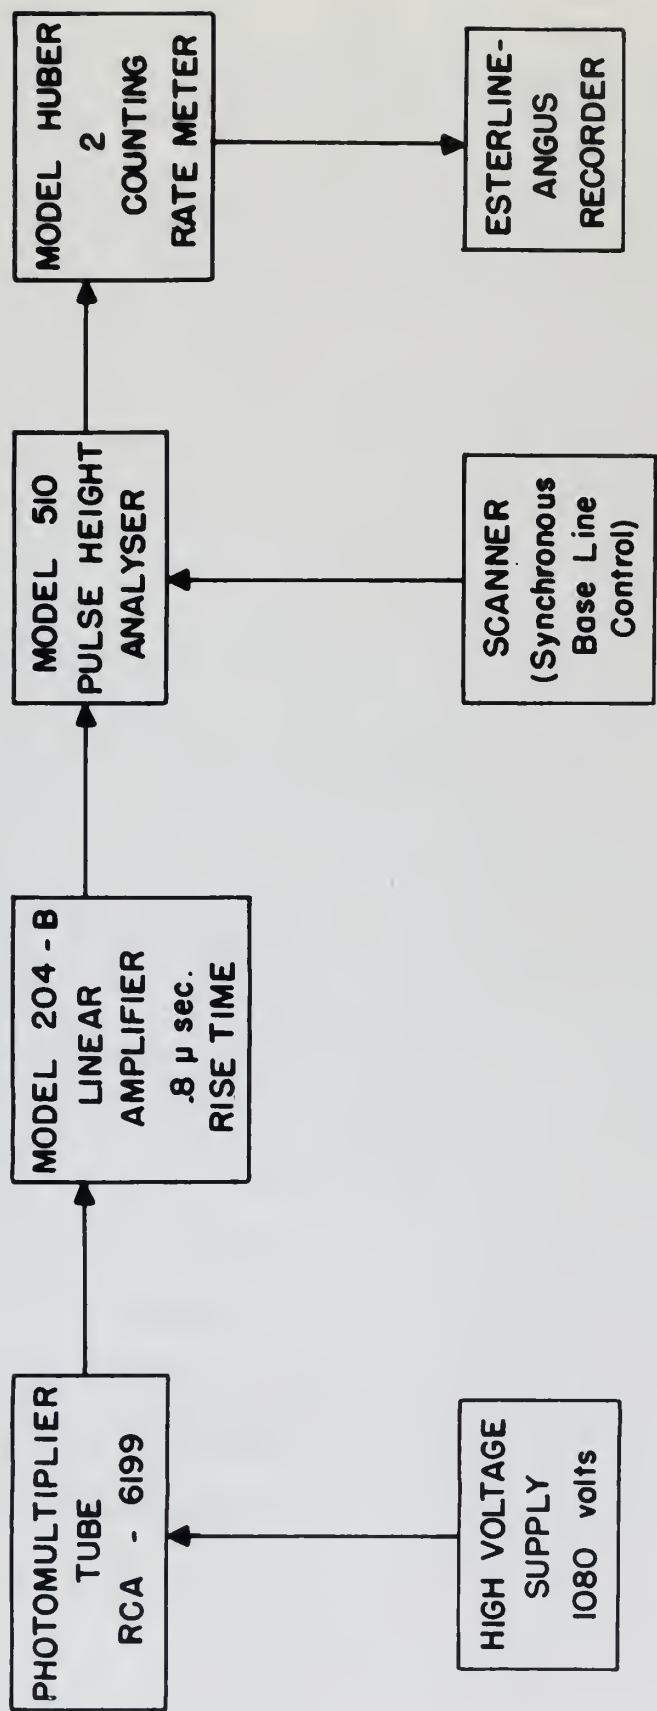 PHOTOMULTIPLIER
TUBE
RCA - 6199
MODEL 204-B
LINEAR
AMPLIFIER
.8 μ sec.
RISE TIME
MODEL 510
PULSE HEIGHT
ANALYSER
MODEL HUBER
2
COUNTING
RATE METER
HIGH VOLTAGE
SUPPLY
1080 volts
SCANNER
(Synchronous
Base Line
Control)
ESTERLINE-
ANGUS
RECORDER